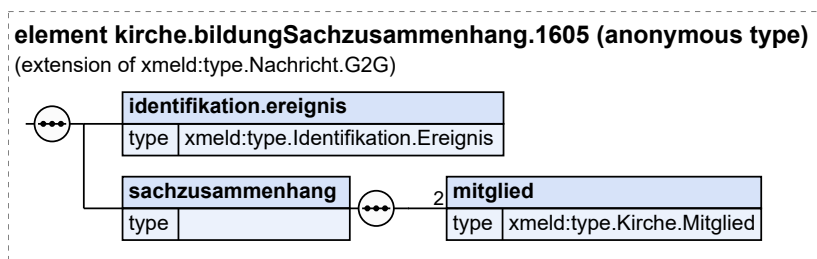 element kirche.bildungSachzusammenhang.1605 (anonymous type)
(extension of xmeld:type.Nachricht.G2G)
identifikation.ereignis
type xmeld:type.Identifikation.Ereignis
sachzusammenhang
type
2 mitglied
type xmeld:type.Kirche.Mitglied